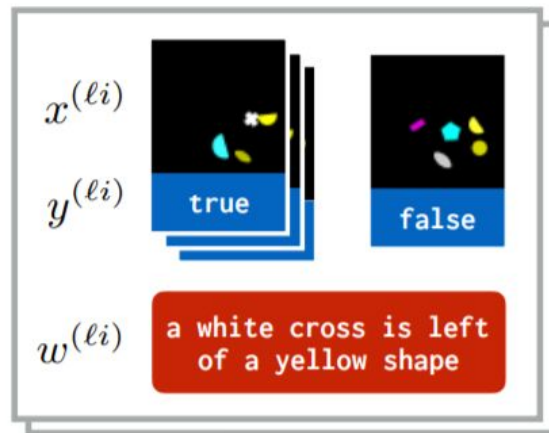 x^{(ℓi)}
y^{(ℓi)}
true
false
w^{(ℓi)}
a white cross is left
of a yellow shape